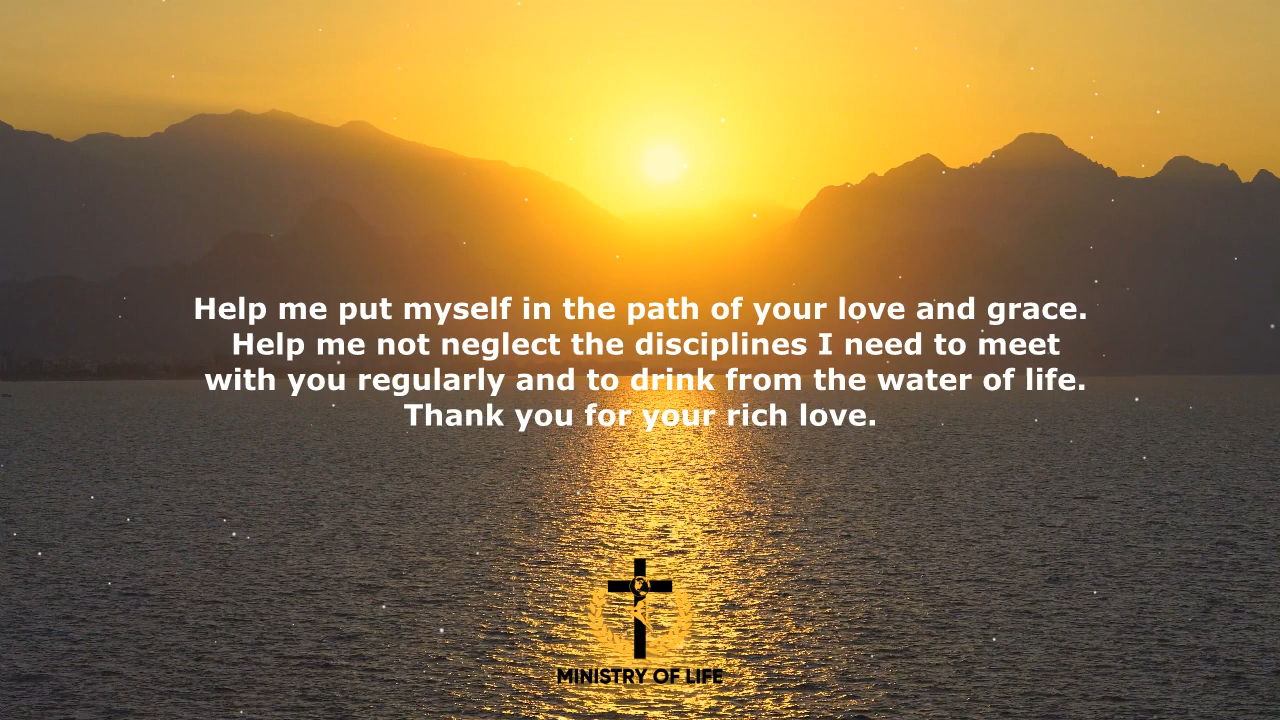 Help me put myself in the path of your love and grace.
Help me not neglect the disciplines I need to meet
with you regularly and to drink from the water of life.
Thank you for your rich love.
MINISTRY OF LIFE